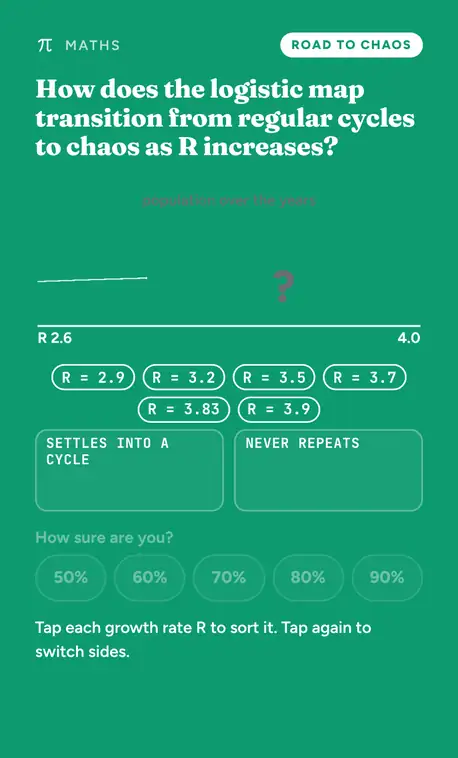 π MATHS
ROAD TO CHAOS
How does the logistic map
transition from regular cycles
to chaos as R increases?
population over the years
?
R 2.6
4.0
R = 2.9
R = 3.2
R = 3.5
R = 3.7
R = 3.83
R = 3.9
SETTLES INTO A
CYCLE
NEVER REPEATS
How sure are you?
50%
60%
70%
80%
90%
Tap each growth rate R to sort it. Tap again to
switch sides.